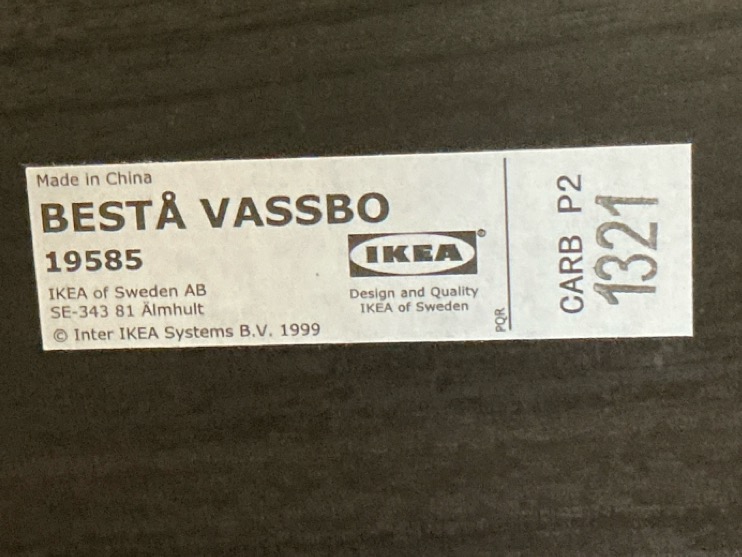 Made in China
BESTÅ VASSBO
19585
IKEA of Sweden AB
SE-343 81 Älmhult
© Inter IKEA Systems B.V. 1999
IKEA®
Design and Quality
IKEA of Sweden
PQR
CARB P2
1321